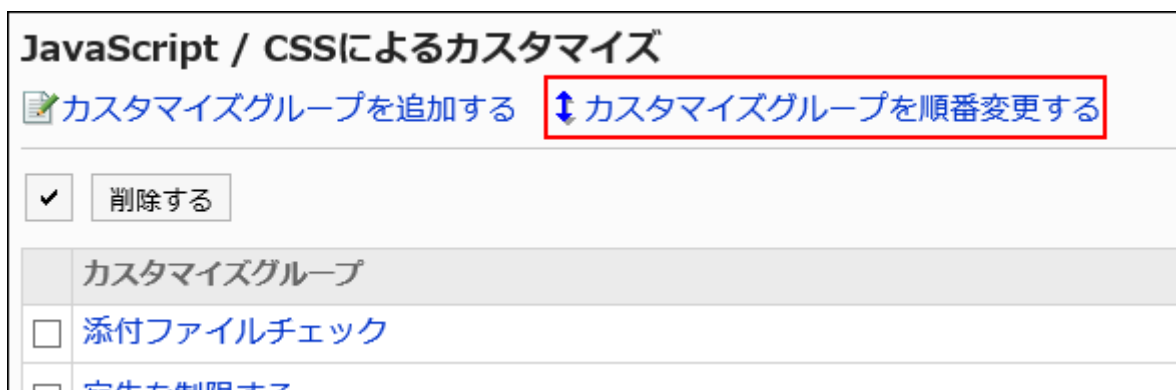 JavaScript / CSSによるカスタマイズ
カスタマイズグループを追加する カスタマイズグループを順番変更する
削除する
カスタマイズグループ
添付ファイルチェック